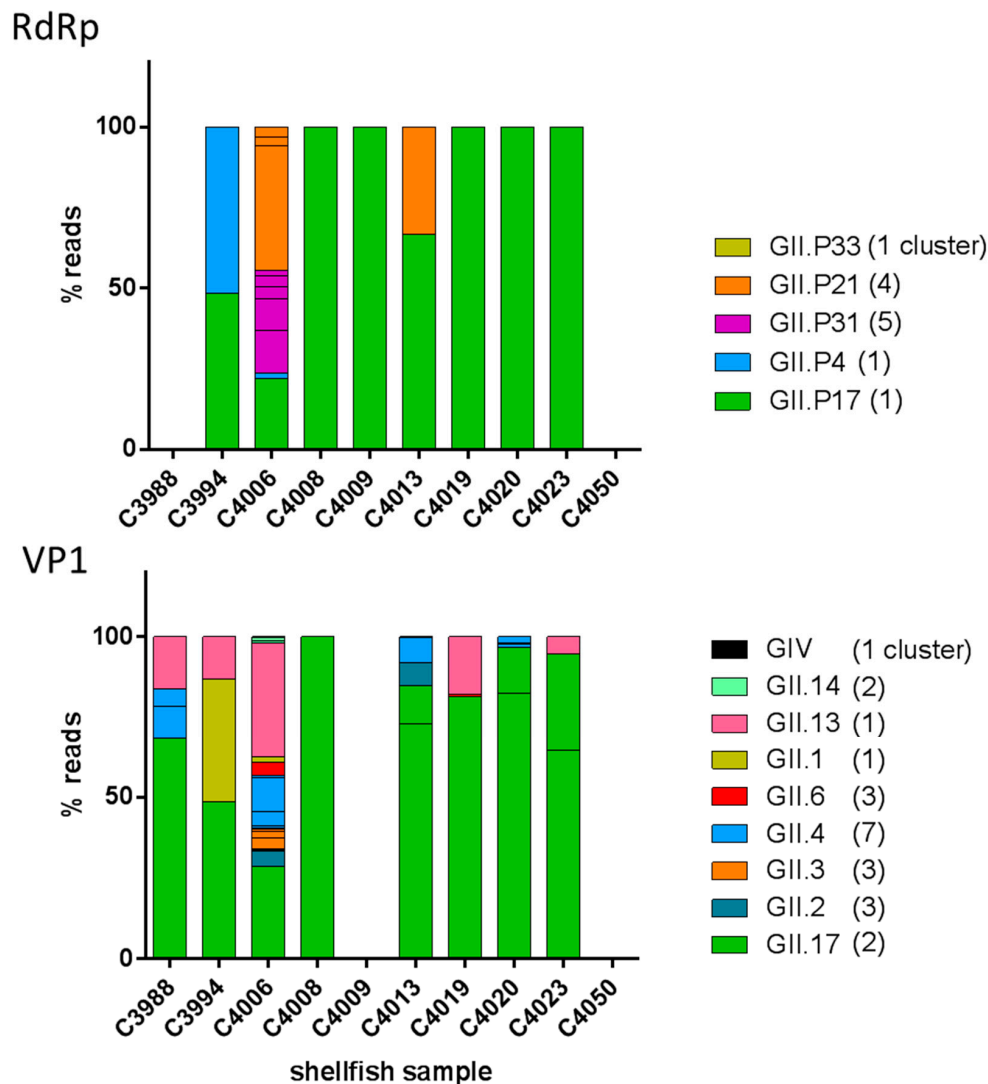 RdRp
100
50
0
% reads
C3988
C3994
C4006
C4008
C4009
C4013
C4019
C4020
C4023
C4050
GII.P33 (1 cluster)
GII.P21 (4)
GII.P31 (5)
GII.P4 (1)
GII.P17 (1)
VP1
100
50
0
% reads
C3988
C3994
C4006
C4008
C4009
C4013
C4019
C4020
C4023
C4050
shellfish sample
GIV (1 cluster)
GII.14 (2)
GII.13 (1)
GII.1 (1)
GII.6 (3)
GII.4 (7)
GII.3 (3)
GII.2 (3)
GII.17 (2)